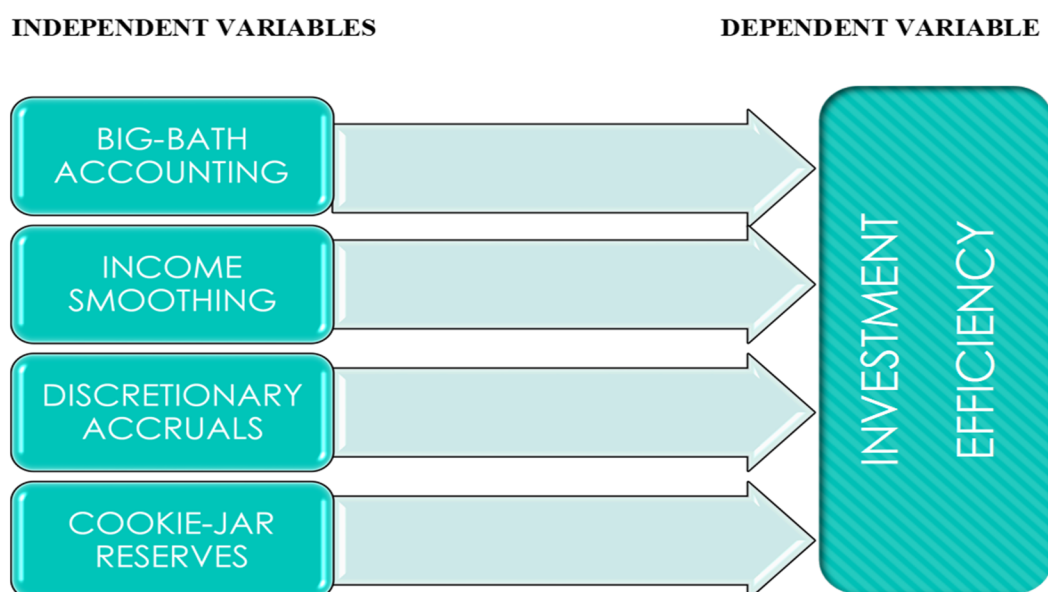 INDEPENDENT VARIABLES
DEPENDENT VARIABLE
BIG-BATH
ACCOUNTING
INCOME
SMOOTHING
DISCRETIONARY
ACCRUALS
COOKIE-JAR
RESERVES
INVESTMENT
EFFICIENCY